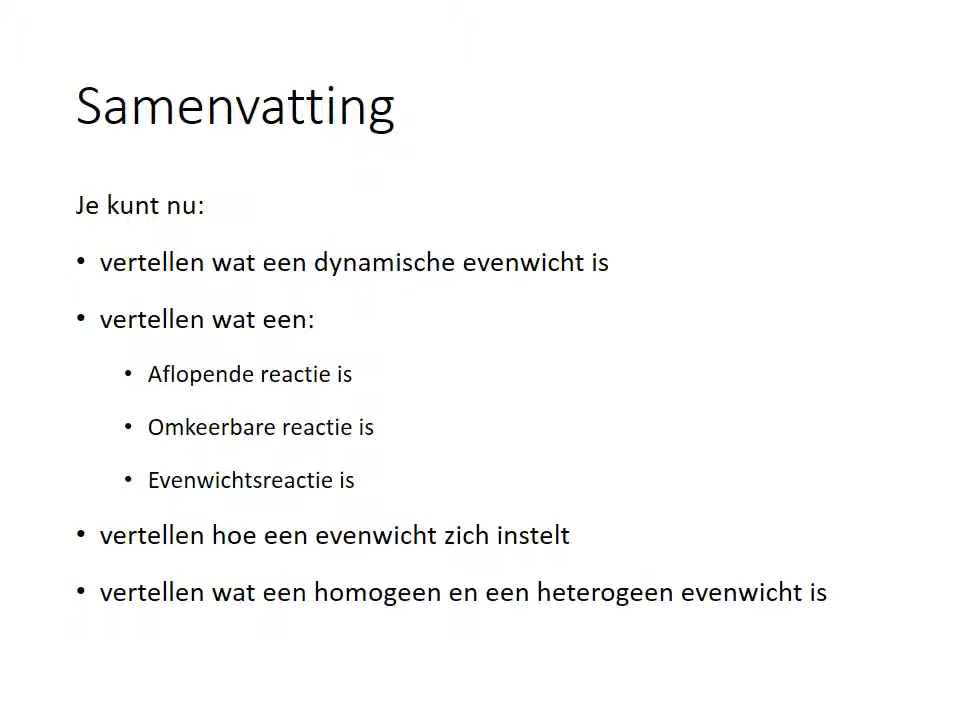 Samenvatting
Je kunt nu:
• vertellen wat een dynamische evenwicht is
• vertellen wat een:
• Aflopende reactie is
• Omkeerbare reactie is
• Evenwichtsreactie is
• vertellen hoe een evenwicht zich instelt
• vertellen wat een homogeen en een heterogeen evenwicht is